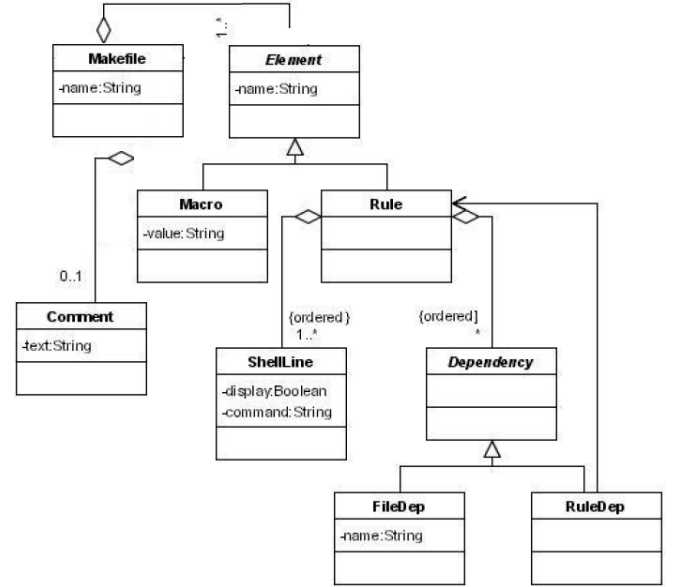 1..*
Makefile
-name:String
Element
-name:String
Macro
-value:String
Rule
0..1
Comment
-text:String
{ordered}
1..*
{ordered]
*
ShellLine
-display:Boolean
-command:String
Dependency
FileDep
-name:String
RuleDep